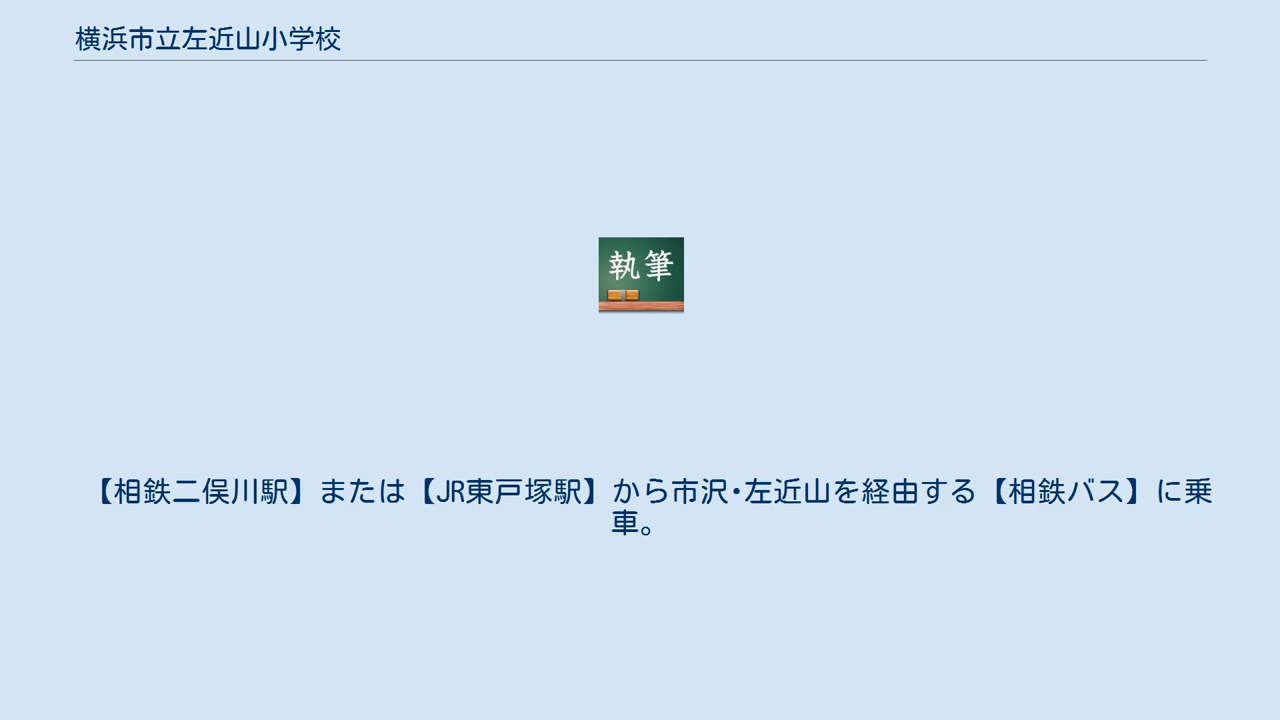 横浜市立左近山小学校
執筆
【相鉄二俣川駅】または【JR東戸塚駅】から市沢･左近山を経由する【相鉄バス】に乗
車。